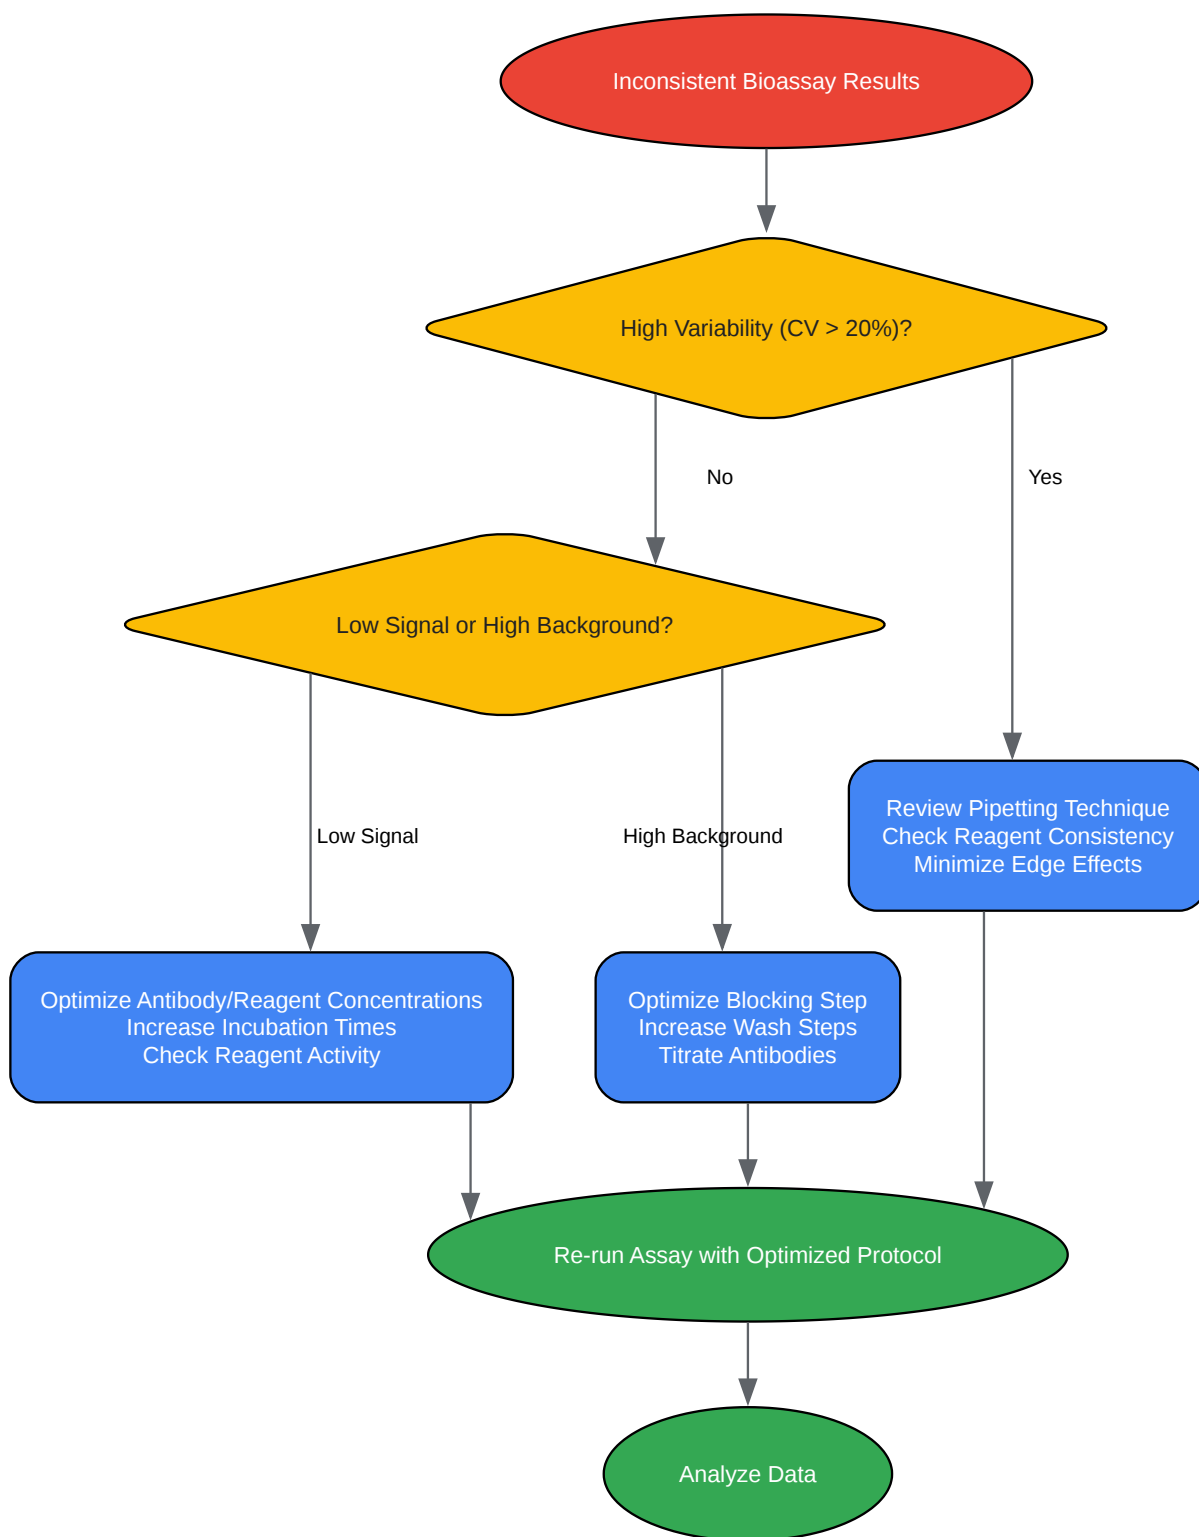 Inconsistent Bioassay Results
High Variability (CV > 20%)?
No
Yes
Low Signal or High Background?
Review Pipetting Technique
Check Reagent Consistency
Minimize Edge Effects
Low Signal
High Background
Optimize Antibody/Reagent Concentrations
Increase Incubation Times
Check Reagent Activity
Optimize Blocking Step
Increase Wash Steps
Titrate Antibodies
Re-run Assay with Optimized Protocol
Analyze Data